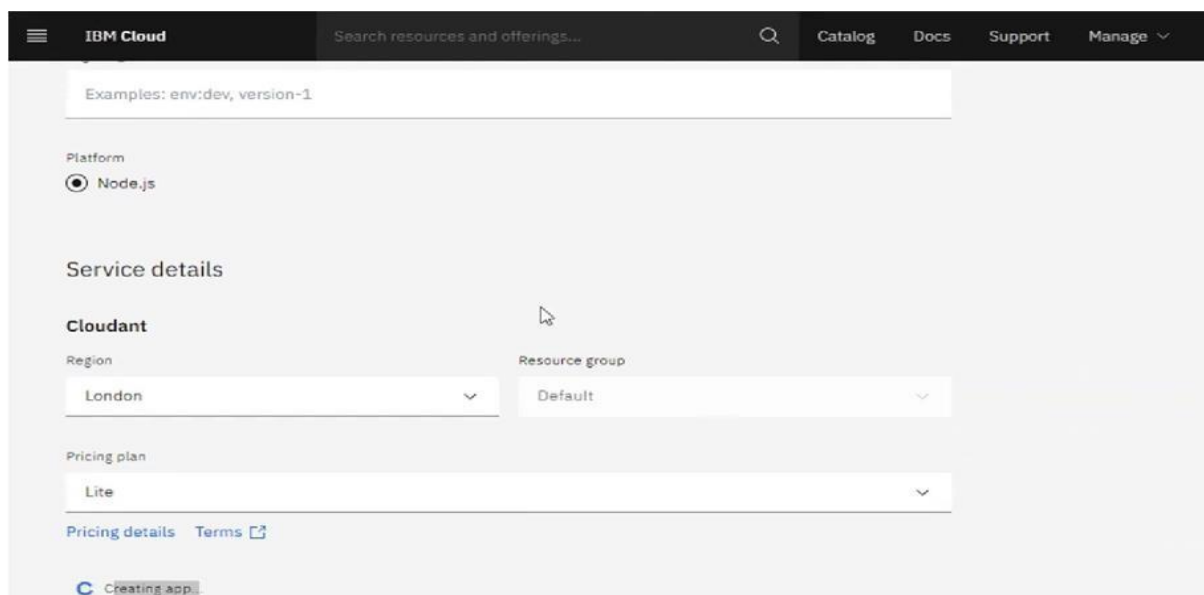 IBM Cloud Search resources and offerings... Catalog Docs Support Manage
Examples: env:dev, version-1
Platform
Node.js
Service details
Cloudant
Region Resource group
London Default
Pricing plan
Lite
Pricing details Terms
Creating app...